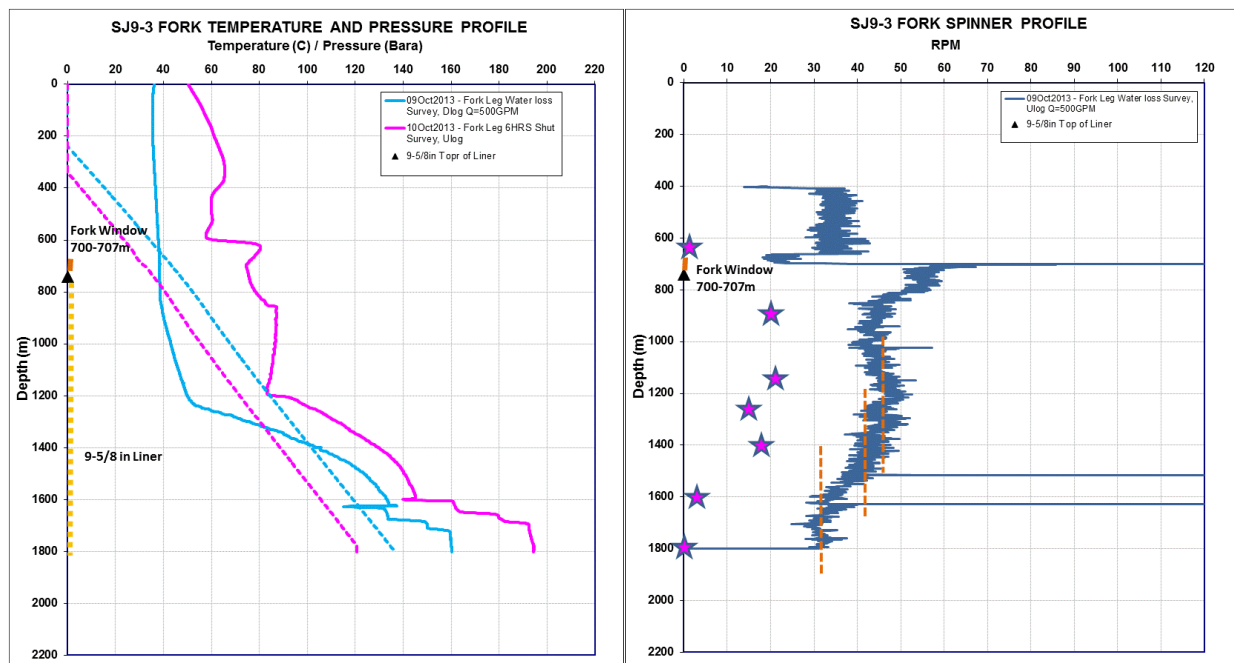 SJ9-3 FORK TEMPERATURE AND PRESSURE PROFILE
Temperature (C) / Pressure (Bara)
0 20 40 60 80 100 120 140 160 180 200 220
0
200
400
600
800
1000
1200
1400
1600
1800
2000
2200
Depth (m)
09Oct2013 - Fork Leg Water loss
Survey, Dlog Q=500GPM
10Oct2013 - Fork Leg 6HRS Shut
Survey, Ulog
9-5/8in Topr of Liner
Fork Window
700-707m
9-5/8 in Liner
SJ9-3 FORK SPINNER PROFILE
RPM
0 10 20 30 40 50 60 70 80 90 100 110 120
0
200
400
600
800
1000
1200
1400
1600
1800
2000
2200
Depth (m)
09Oct2013 - Fork Leg Water loss Survey,
Ulog Q=500GPM
9-5/8in Top of Liner
Fork Window
700-707m